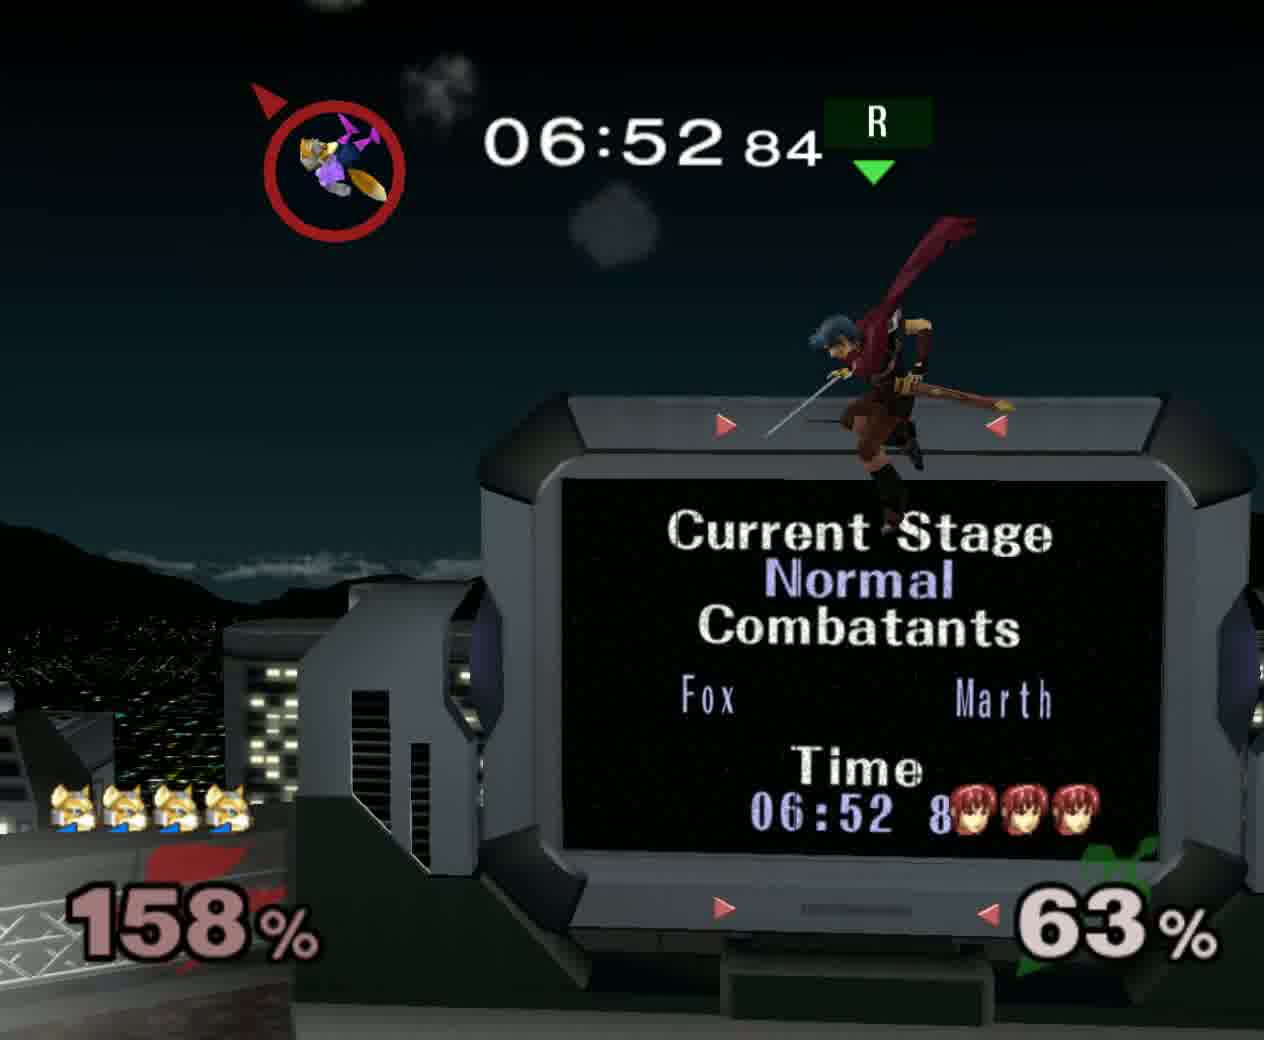 06:52 84
R
Current Stage
Normal
Combatants
Fox Marth
Time
06:52 8
158%
63%